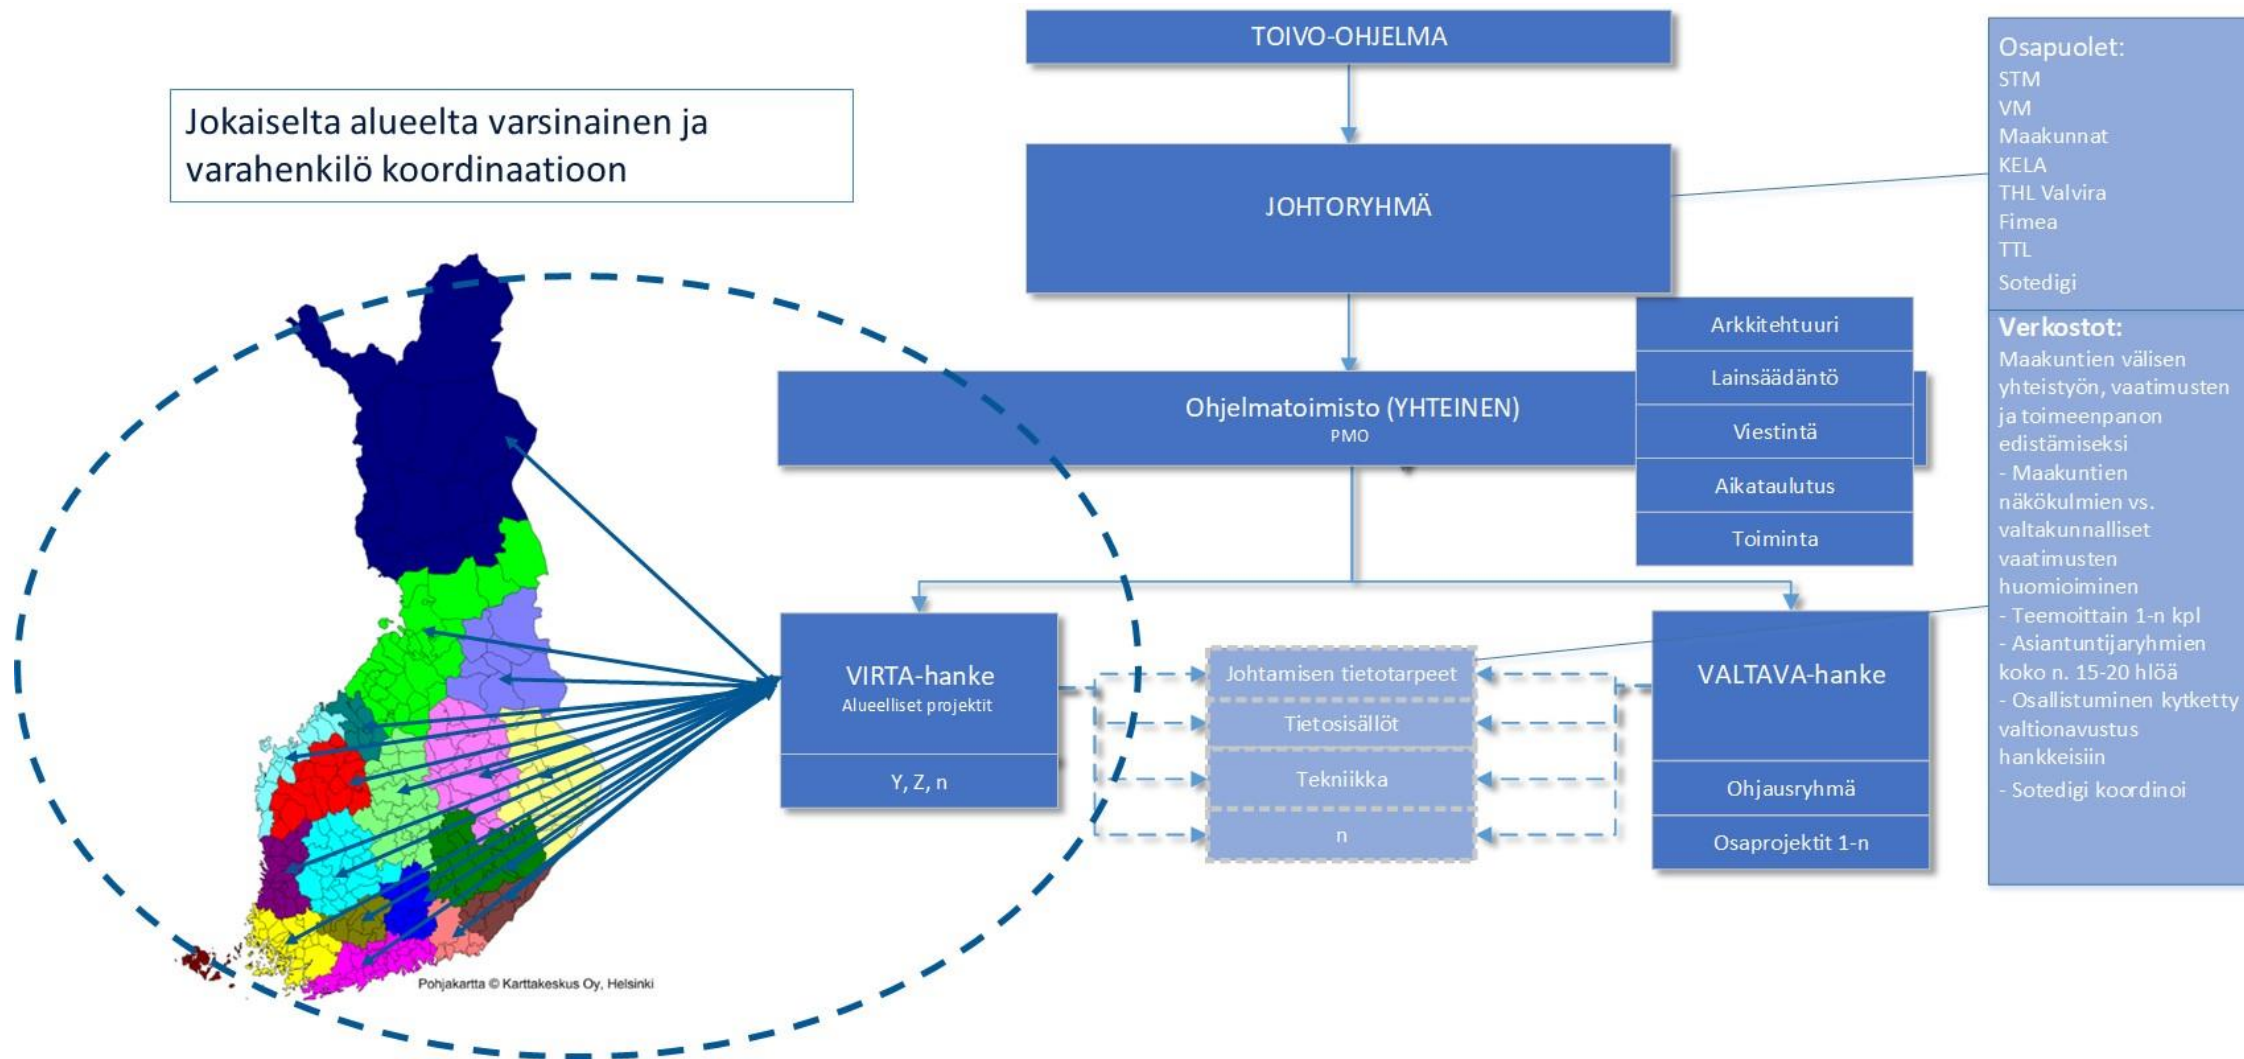 TOIVO-OHJELMA
Jokaiselta alueelta varsinainen ja
varahenkilö koordinaatioon
JOHTORYHMÄ
Osapuolet:
STM
VM
Maakunnat
KELA
THL Valvira
Fimea
TTL
Sotedigi
Arkkitehtuuri
Lainsäädäntö
Viestintä
Aikataulutus
Toiminta
Ohjelmatoimisto (YHTEINEN)
PMO
Verkostot:
Maakuntien välisen
yhteistyön, vaatimusten
ja toimeenpanon
edistämiseksi
- Maakuntien
näkökulmien vs.
valtakunnalliset
vaatimusten
huomioiminen
- Teemoittain 1-n kpl
- Asiantuntijaryhmien
koko n. 15-20 hlöä
- Osallistuminen kytketty
valtionavustus
hankkeisiin
- Sotedigi koordinoi
VIRTA-hanke
Alueelliset projektit
Y, Z, n
Johtamisen tietotarpeet
Tietosisällöt
Tekniikka
n
VALTAVA-hanke
Ohjausryhmä
Osaprojektit 1-n
Pohjakartta © Karttakeskus Oy, Helsinki